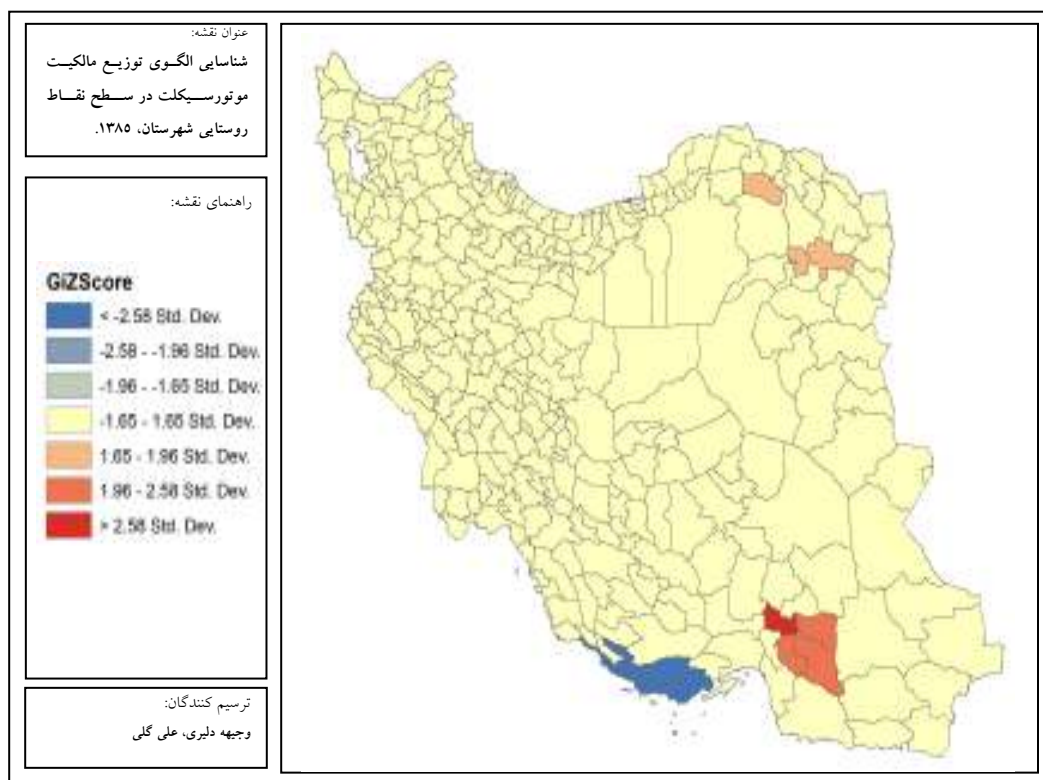 عنوان نقشه:
شناسایی الگوی توزیع مالکیت
موتورسیکلت در سطح نقاط
روستایی شهرستان، ۱۳۸۵.
راهنمای نقشه:
GiZScore
< -2.58 Std. Dev.
-2.58 - -1.96 Std. Dev.
-1.96 - -1.65 Std. Dev.
-1.65 - 1.65 Std. Dev.
1.65 - 1.96 Std. Dev.
1.96 - 2.58 Std. Dev.
> 2.58 Std. Dev.
ترسیم کنندگان:
وجیهه دلیری، علی گلی